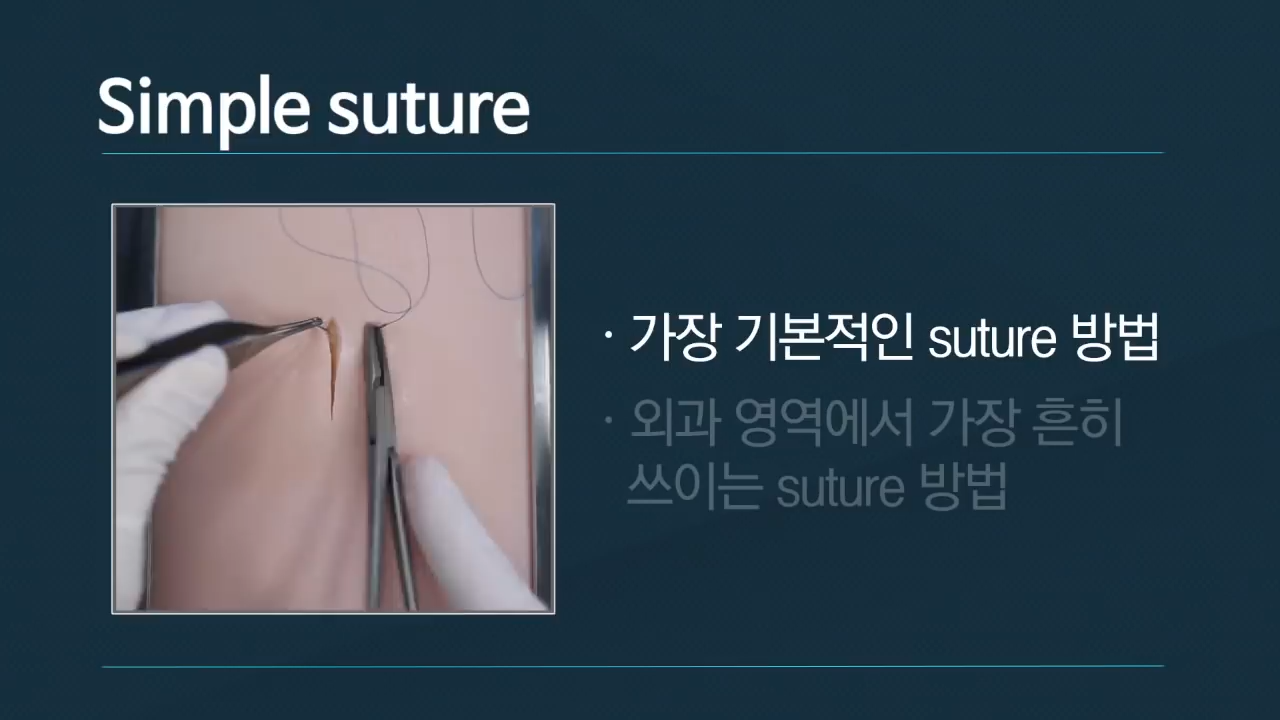 Simple suture
· 가장 기본적인 suture 방법
· 외과 영역에서 가장 흔히
쓰이는 suture 방법